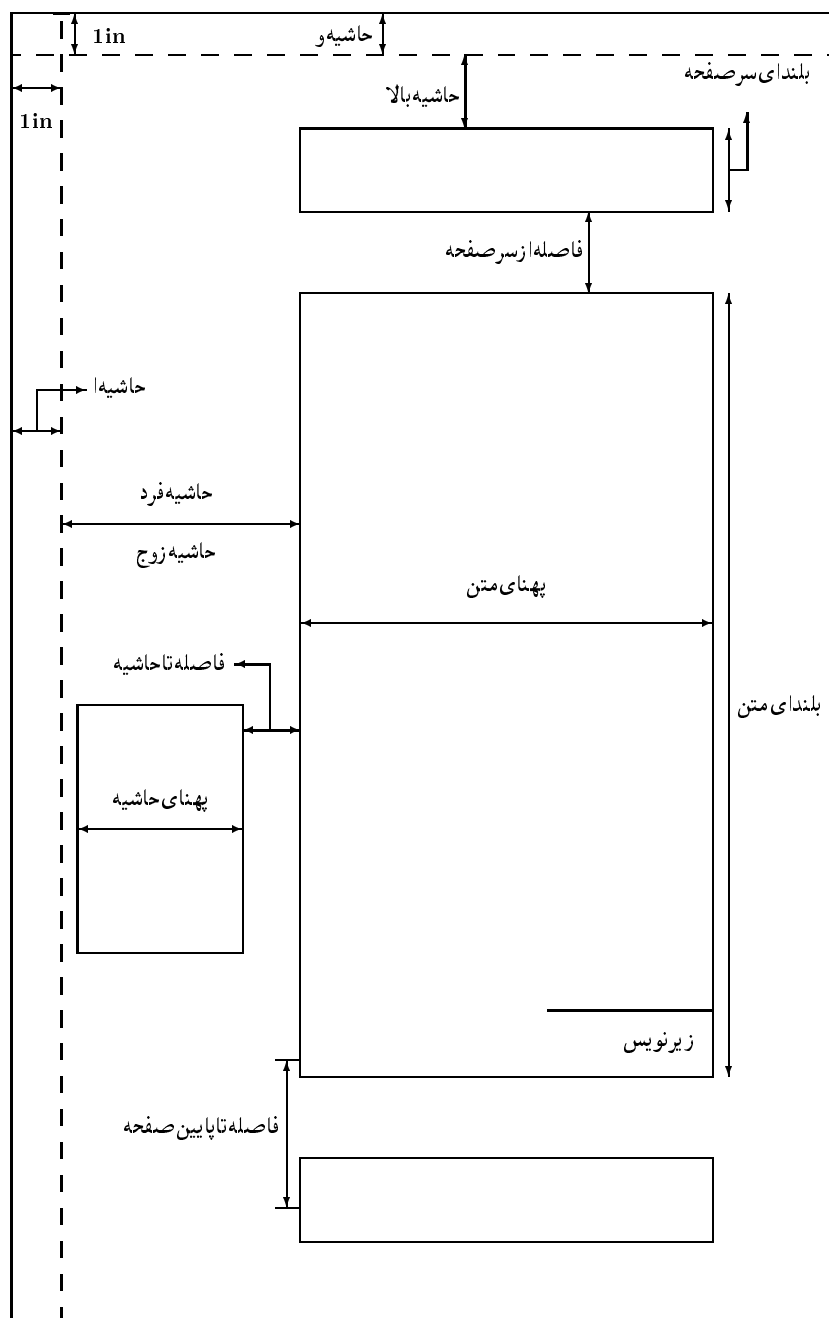 1in
حاشیه‌و
بلندای‌سرصفحه
حاشیه‌بالا
1in
فاصله‌ازسرصفحه
حاشیه‌ا
حاشیه‌فرد
حاشیه‌زوج
پهنای‌متن
فاصله‌تاحاشیه
بلندای‌متن
پهنای‌حاشیه
زیرنویس
فاصله‌تاپایین‌صفحه